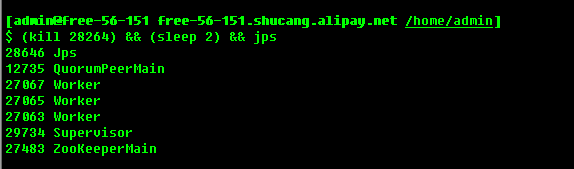 [admin@free-56-151 free-56-151.shucang.alipay.net /home/admin]
$ (kill 28264) && (sleep 2) && jps
28646 Jps
12735 QuorumPeerMain
27067 Worker
27065 Worker
27063 Worker
29734 Supervisor
27483 ZooKeeperMain